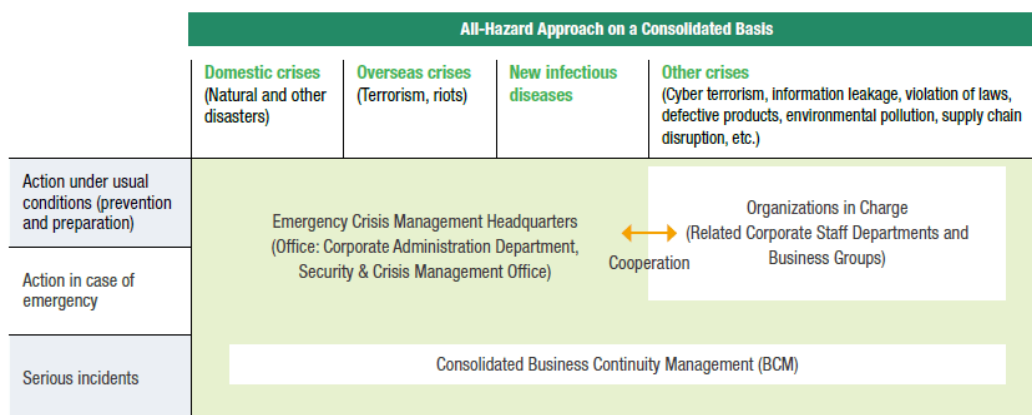 All-Hazard Approach on a Consolidated Basis
Domestic crises
(Natural and other
disasters)
Overseas crises
(Terrorism, riots)
New infectious
diseases
Other crises
(Cyber terrorism, information leakage, violation of laws,
defective products, environmental pollution, supply chain
disruption, etc.)
Action under usual
conditions (prevention
and preparation)
Action in case of
emergency
Emergency Crisis Management Headquarters
(Office: Corporate Administration Department,
Security & Crisis Management Office)
Cooperation
Organizations in Charge
(Related Corporate Staff Departments and
Business Groups)
Serious incidents
Consolidated Business Continuity Management (BCM)